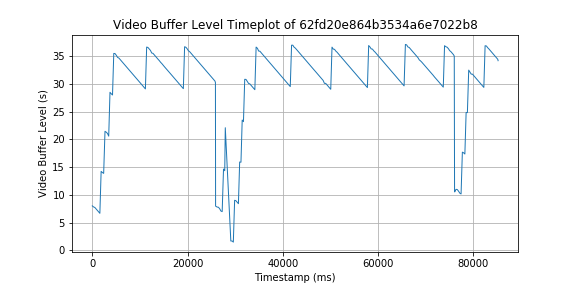 Video Buffer Level Timeplot of 62fd20e864b3534a6e7022b8
35
30
25
20
15
10
5
0
Video Buffer Level (s)
0 20000 40000 60000 80000
Timestamp (ms)